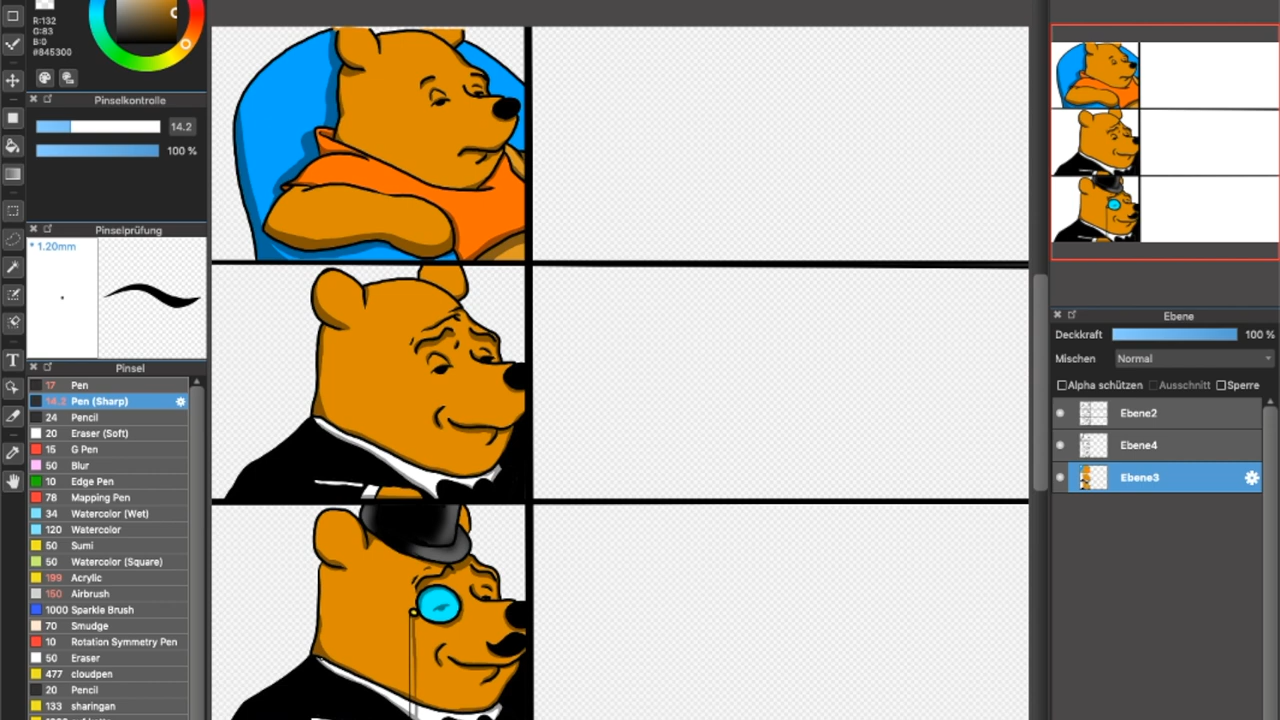 R:132
G:83
B:0
#845300
Pinselkontrolle
14.2
100 %
Pinselprüfung
* 1.20mm
Pinsel
17 Pen
14.2 Pen (Sharp)
24 Pencil
20 Eraser (Soft)
15 G Pen
50 Blur
10 Edge Pen
78 Mapping Pen
34 Watercolor (Wet)
120 Watercolor
50 Sumi
50 Watercolor (Square)
199 Acrylic
150 Airbrush
1000 Sparkle Brush
70 Smudge
10 Rotation Symmetry Pen
50 Eraser
477 cloudpen
20 Pencil
133 sharingan
T
Ebene
Deckkraft 100 %
Mischen Normal
Alpha schützen Ausschnitt Sperre
Ebene2
Ebene4
Ebene3